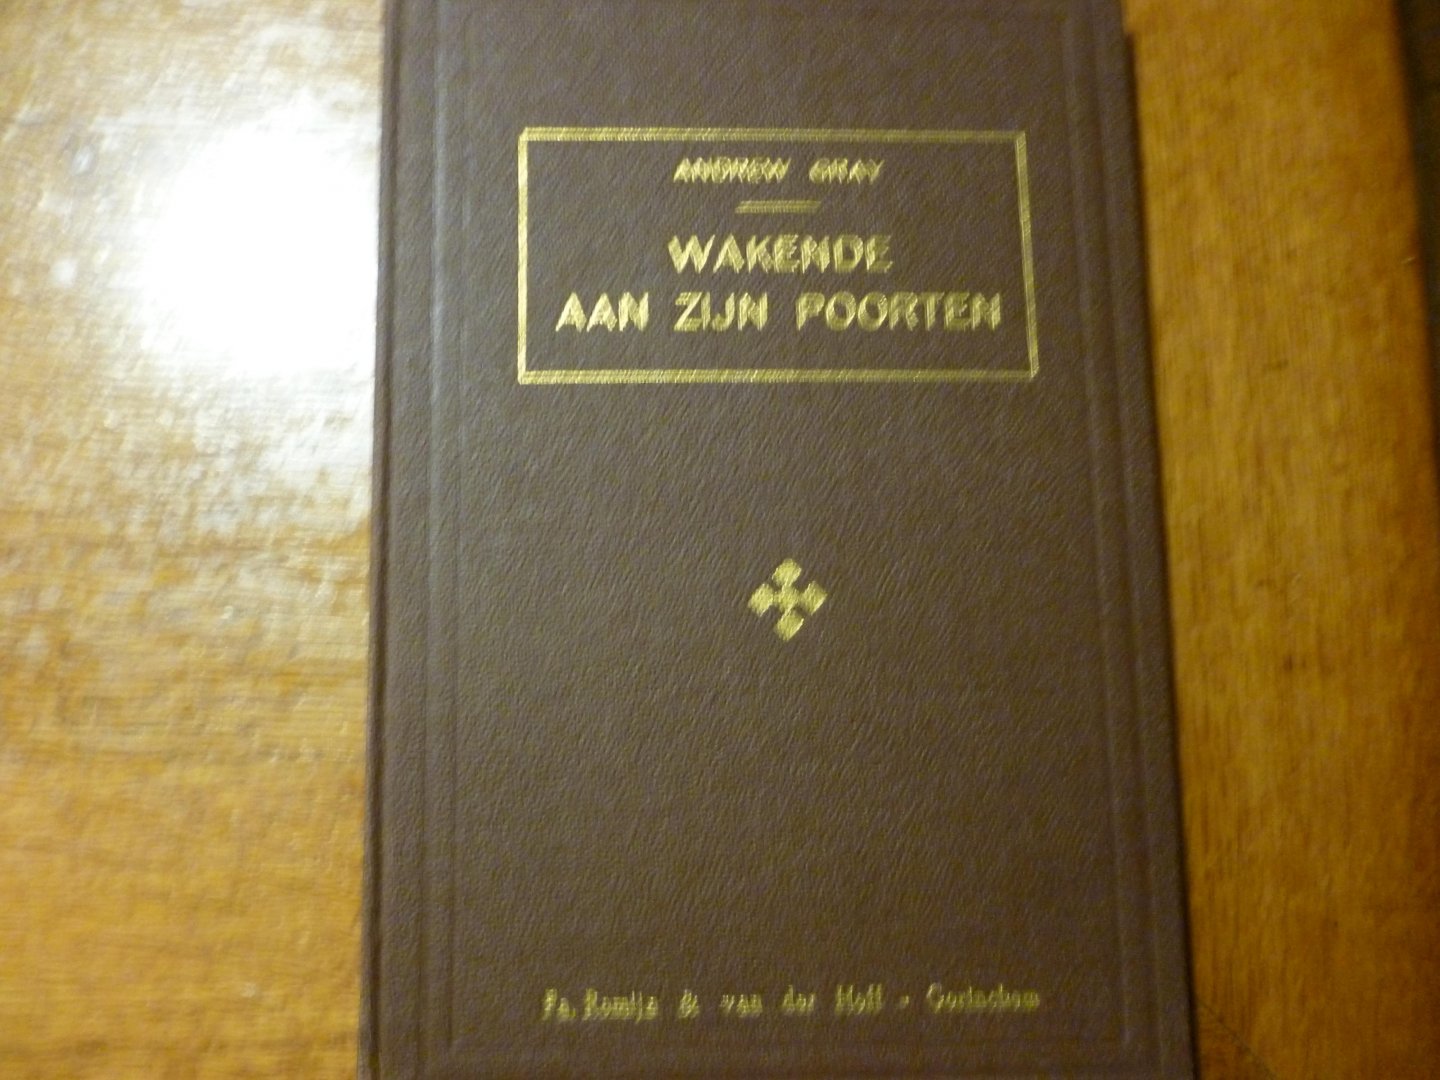 ANDREW GRAY
WAKENDE
AAN ZIJN POORTEN
Fa. Romijn & van der Hoff - Gorinchem